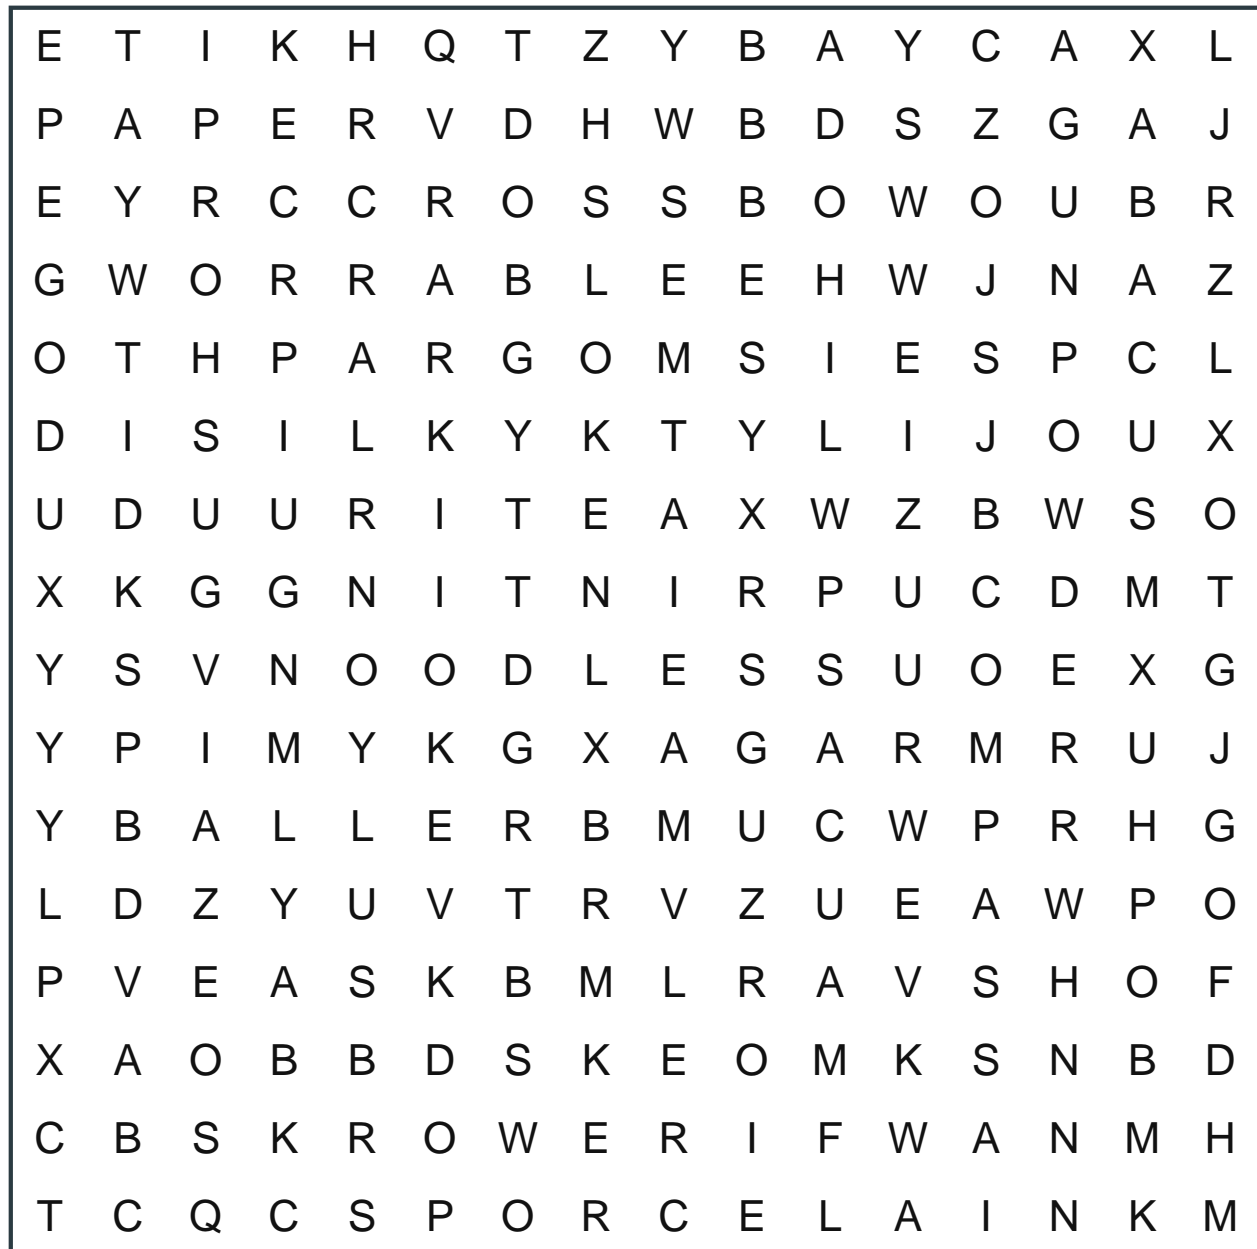 E T I K H Q T Z Y B A Y C A X L
P A P E R V D H W B D S Z G A J
E Y R C C R O S S B O W O U B R
G W O R R A B L E E H W J N A Z
O T H P A R G O M S I E S P C L
D I S I L K Y K T Y L I J O U X
U D U U R I T E A X W Z B W S O
X K G G N I T N I R P U C D M T
Y S V N O O D L E S S U O E X G
Y P I M Y K G X A G A R M R U J
Y B A L L E R B M U C W P R H G
L D Z Y U V T R V Z U E A W P O
P V E A S K B M L R A V S H O F
X A O B B D S K E O M K S N B D
C B S K R O W E R I F W A N M H
T C Q C S P O R C E L A I N K M